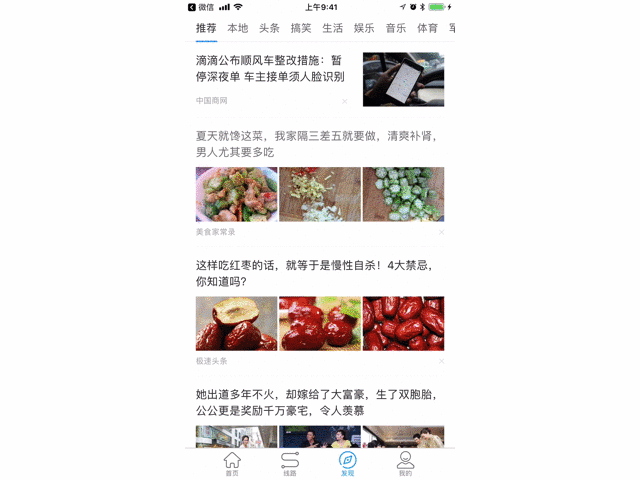 微信
上午9:41
推荐 本地 头条 搞笑 生活 娱乐 音乐 体育
滴滴公布顺风车整改措施：暂
停深夜单 车主接单须人脸识别
中国商网
夏天就馋这菜，我家隔三差五就要做，清爽补肾，
男人尤其要多吃
美食家常录
这样吃红枣的话，就等于是慢性自杀！4大禁忌，
你知道吗?
极速头条
她出道多年不火，却嫁给了大富豪，生了双胞胎，
公公更是奖励千万豪宅，令人羡慕
首页 线路 发现 我的